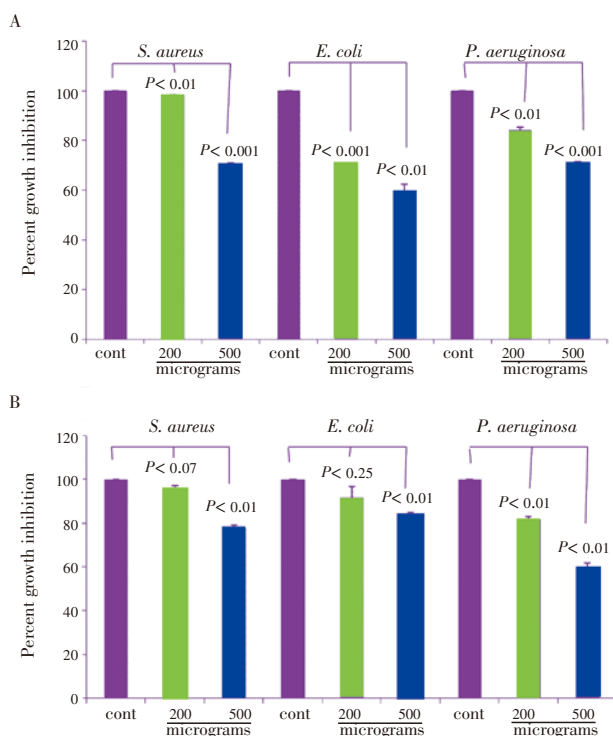 A
120
100
80
60
40
20
0
Percent growth inhibition
S. aureus
E. coli
P. aeruginosa
P< 0.01
P< 0.001
P< 0.001
P< 0.01
P< 0.01
P< 0.001
cont 200 500 cont 200 500 cont 200 500
micrograms micrograms micrograms
B
120
100
80
60
40
20
0
Percent growth inhibition
S. aureus
E. coli
P. aeruginosa
P< 0.07
P< 0.01
P< 0.25
P< 0.01
P< 0.01
P< 0.01
cont 200 500 cont 200 500 cont 200 500
micrograms micrograms micrograms